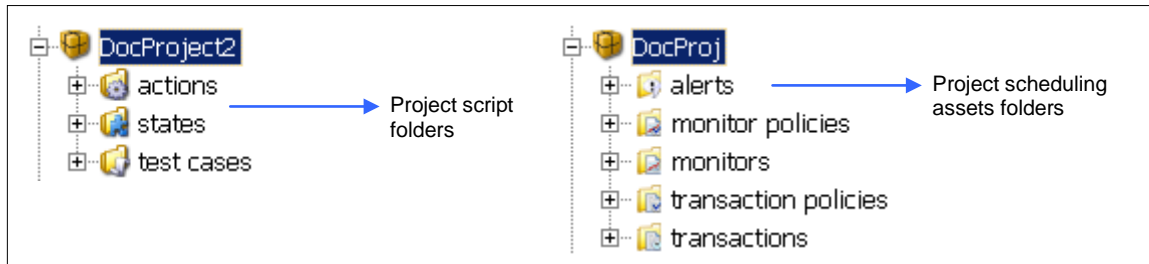 DocProject2
actions
states
test cases
Project script
folders
DocProj
alerts
monitor policies
monitors
transaction policies
transactions
Project scheduling
assets folders